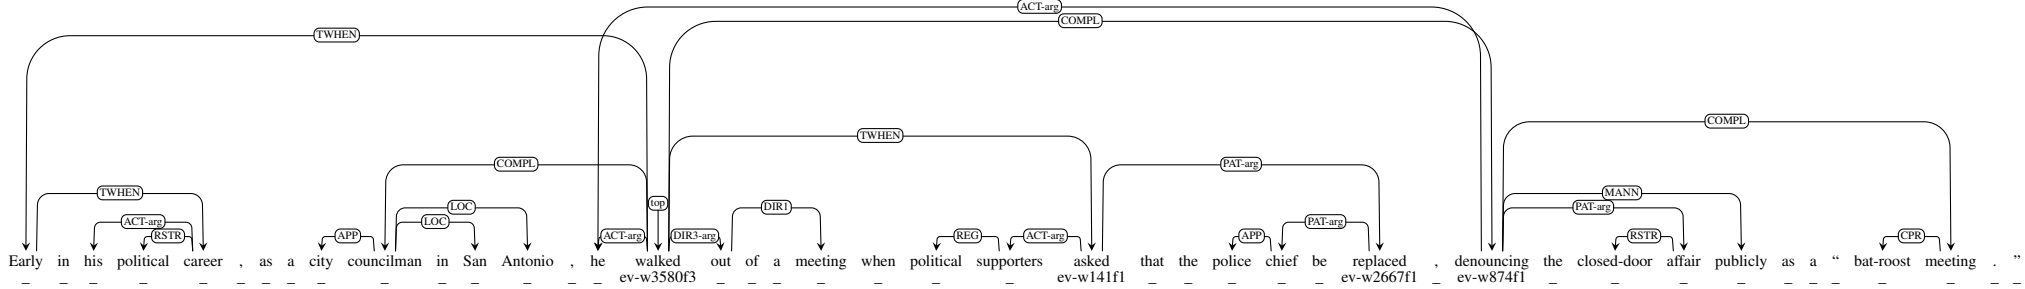 ACT-arg
COMPL
TWHEN
COMPL
TWHEN
COMPL
PAT-arg
TWHEN
MANN
top
LOC
DIR1
PAT-arg
ACT-arg
LOC
PAT-arg
RSTR
APP
ACT-arg
DIR3-arg
REG
ACT-arg
APP
RSTR
CPR
Early in his political career , as a city councilman in San Antonio , he walked out of a meeting when political supporters asked that the police chief be replaced , denouncing the closed-door affair publicly as a “ bat-roost meeting . ”
_ _ _ _ _ _ _ _ _ _ _ _ _ _ _ ev-w3580f3 _ _ _ _ _ _ _ ev-w141f1 _ _ _ _ _ ev-w2667f1 _ ev-w874f1 _ _ _ _ _ _ _ _ _ _ _